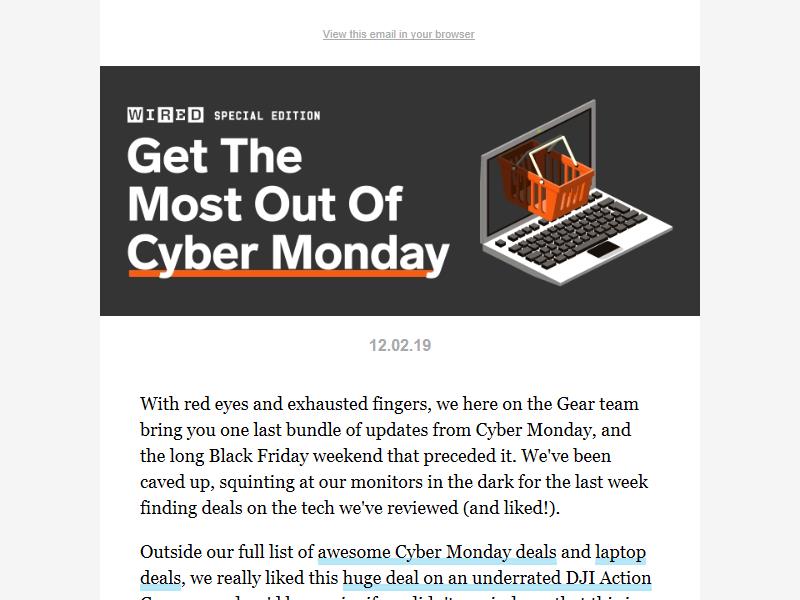 View this email in your browser
WIRED SPECIAL EDITION
Get The
Most Out Of
Cyber Monday
12.02.19
With red eyes and exhausted fingers, we here on the Gear team
bring you one last bundle of updates from Cyber Monday, and
the long Black Friday weekend that preceded it. We've been
caved up, squinting at our monitors in the dark for the last week
finding deals on the tech we've reviewed (and liked!).
Outside our full list of awesome Cyber Monday deals and laptop
deals, we really liked this huge deal on an underrated DJI Action